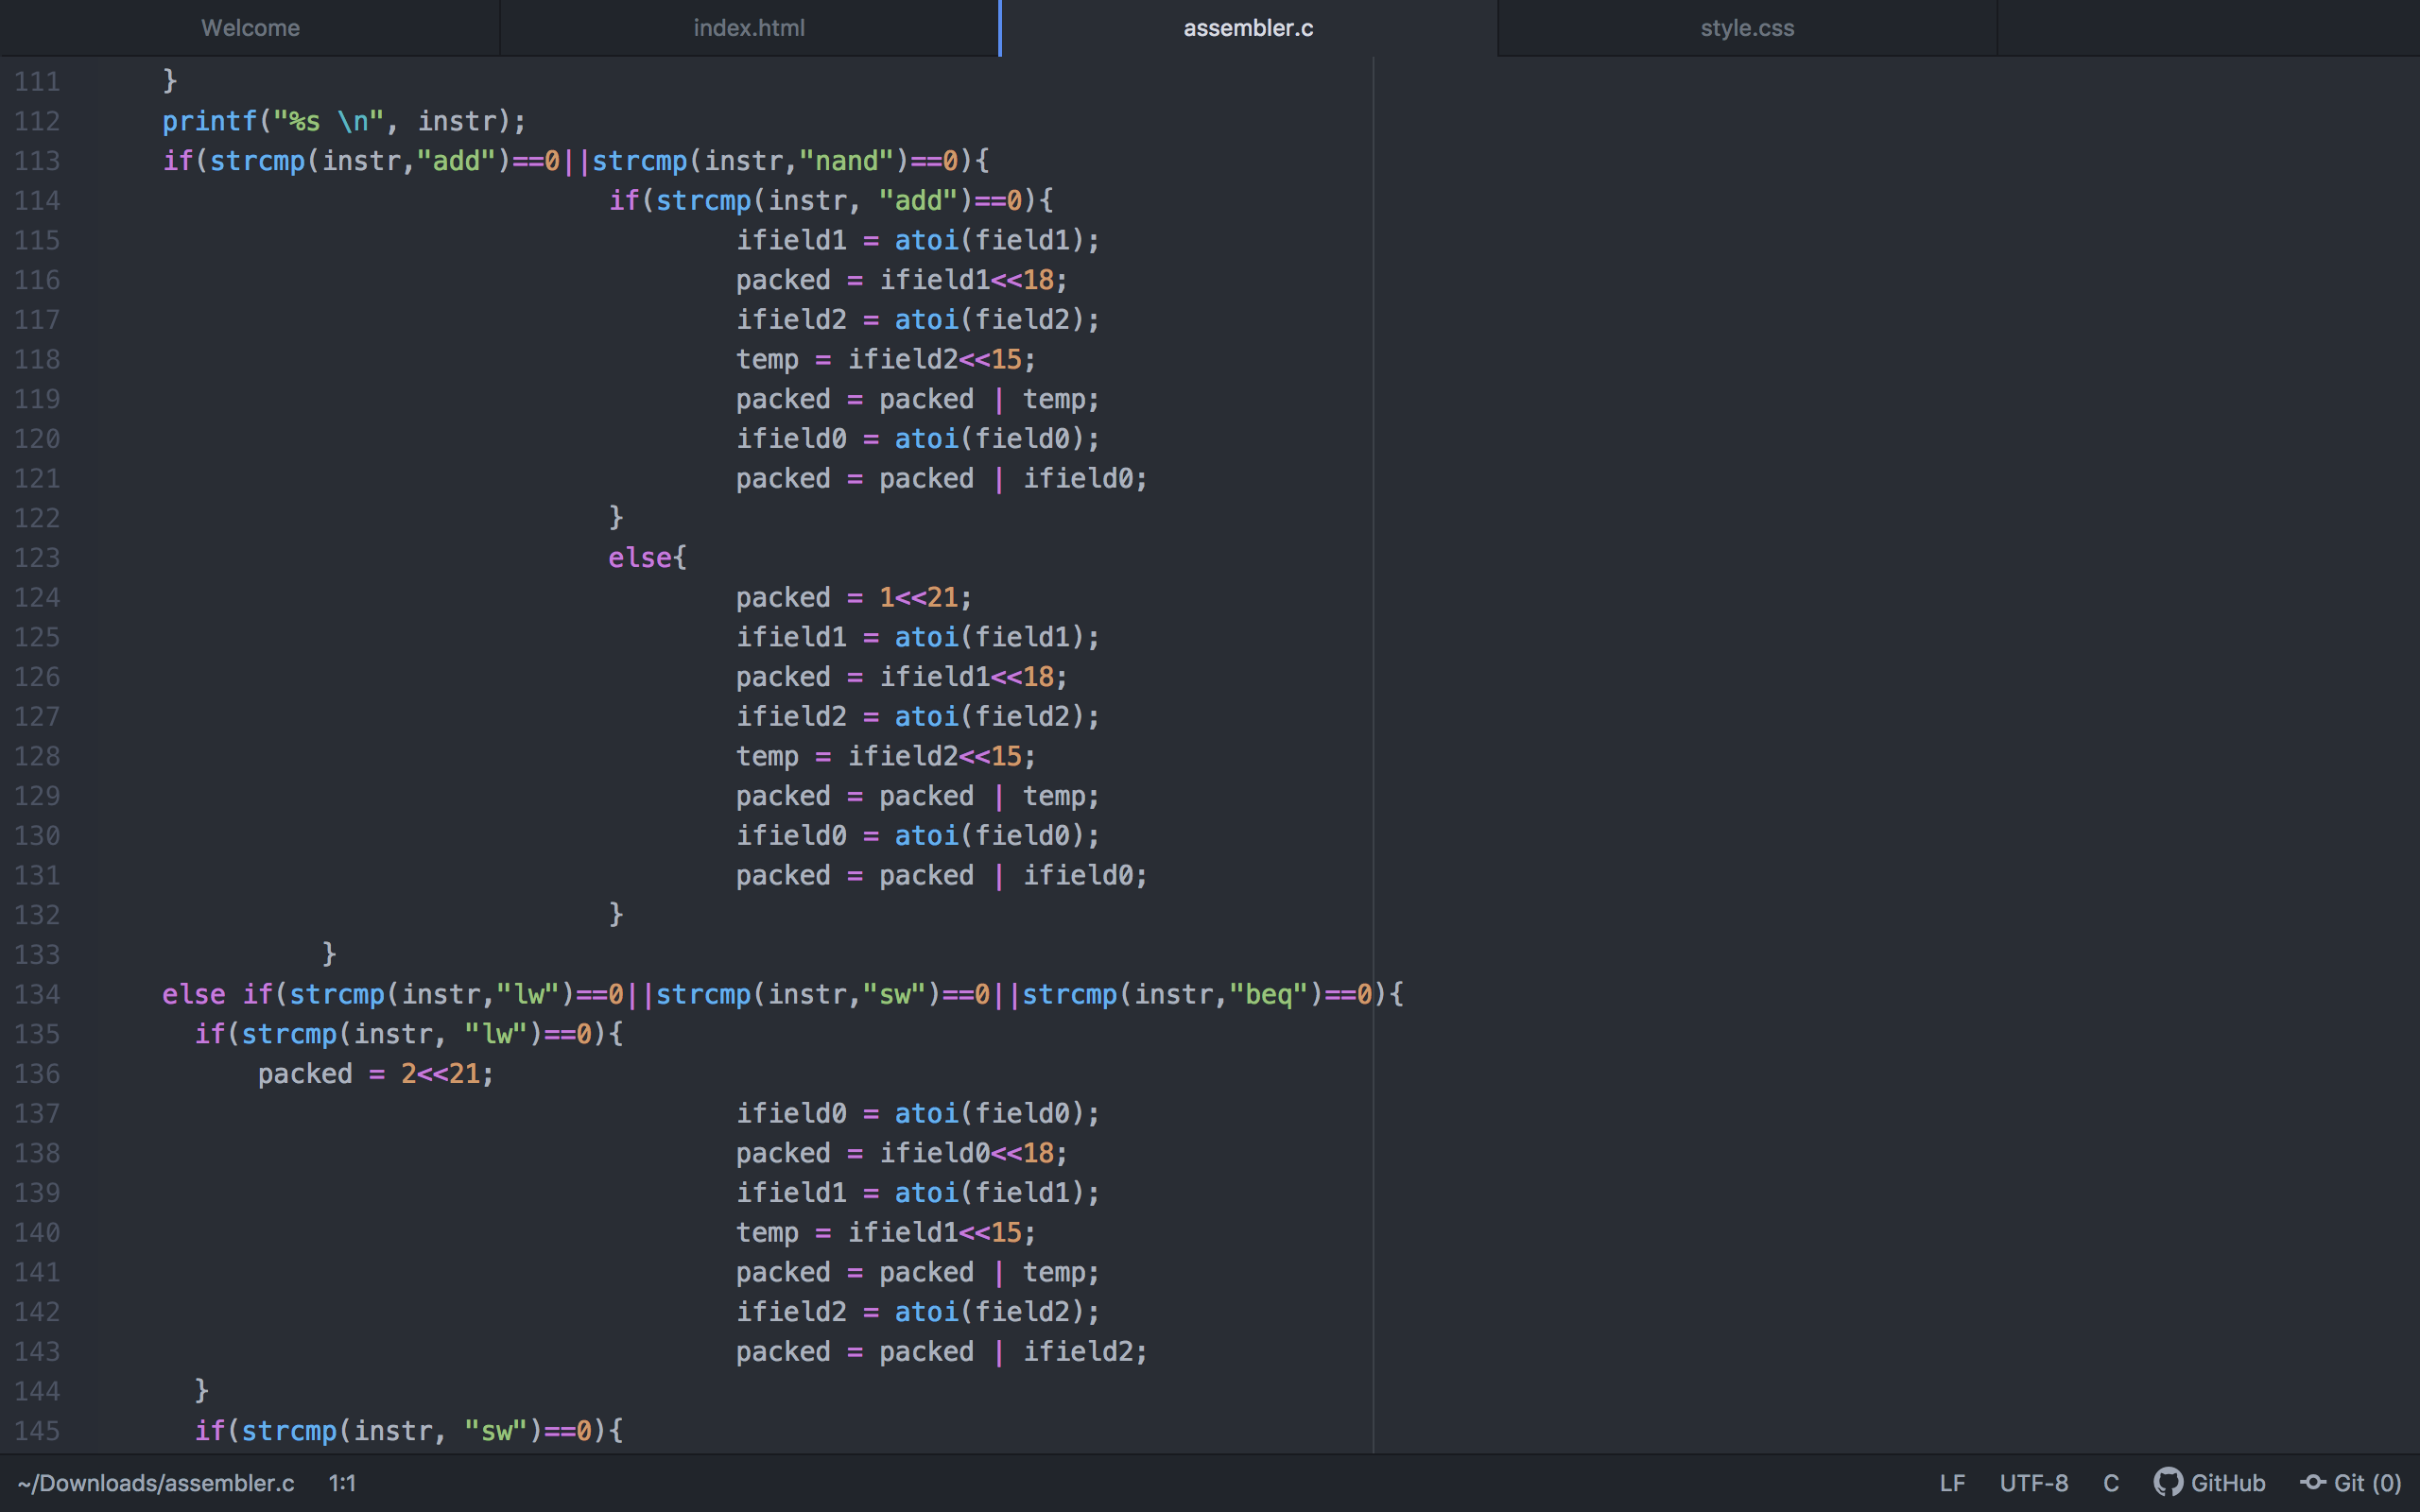 Welcome index.html assembler.c style.css
111 }
112 printf("%s \n", instr);
113 if(strcmp(instr,"add")==0||strcmp(instr,"nand")==0){
114 if(strcmp(instr, "add")==0){
115 ifield1 = atoi(field1);
116 packed = ifield1<<18;
117 ifield2 = atoi(field2);
118 temp = ifield2<<15;
119 packed = packed | temp;
120 ifield0 = atoi(field0);
121 packed = packed | ifield0;
122 }
123 else{
124 packed = 1<<21;
125 ifield1 = atoi(field1);
126 packed = ifield1<<18;
127 ifield2 = atoi(field2);
128 temp = ifield2<<15;
129 packed = packed | temp;
130 ifield0 = atoi(field0);
131 packed = packed | ifield0;
132 }
133 }
134 else if(strcmp(instr,"lw")==0||strcmp(instr,"sw")==0||strcmp(instr,"beq")==0){
135 if(strcmp(instr, "lw")==0){
136 packed = 2<<21;
137 ifield0 = atoi(field0);
138 packed = ifield0<<18;
139 ifield1 = atoi(field1);
140 temp = ifield1<<15;
141 packed = packed | temp;
142 ifield2 = atoi(field2);
143 packed = packed | ifield2;
144 }
145 if(strcmp(instr, "sw")==0){
~/Downloads/assembler.c 1:1 LF UTF-8 C GitHub Git (0)